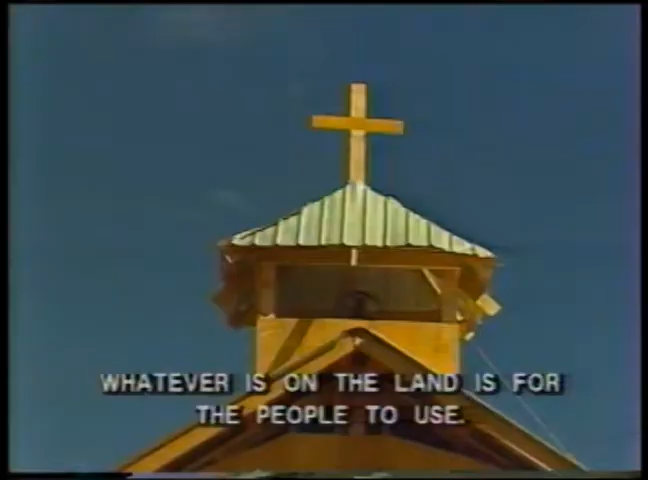 WHATEVER IS ON THE LAND IS FOR
THE PEOPLE TO USE.